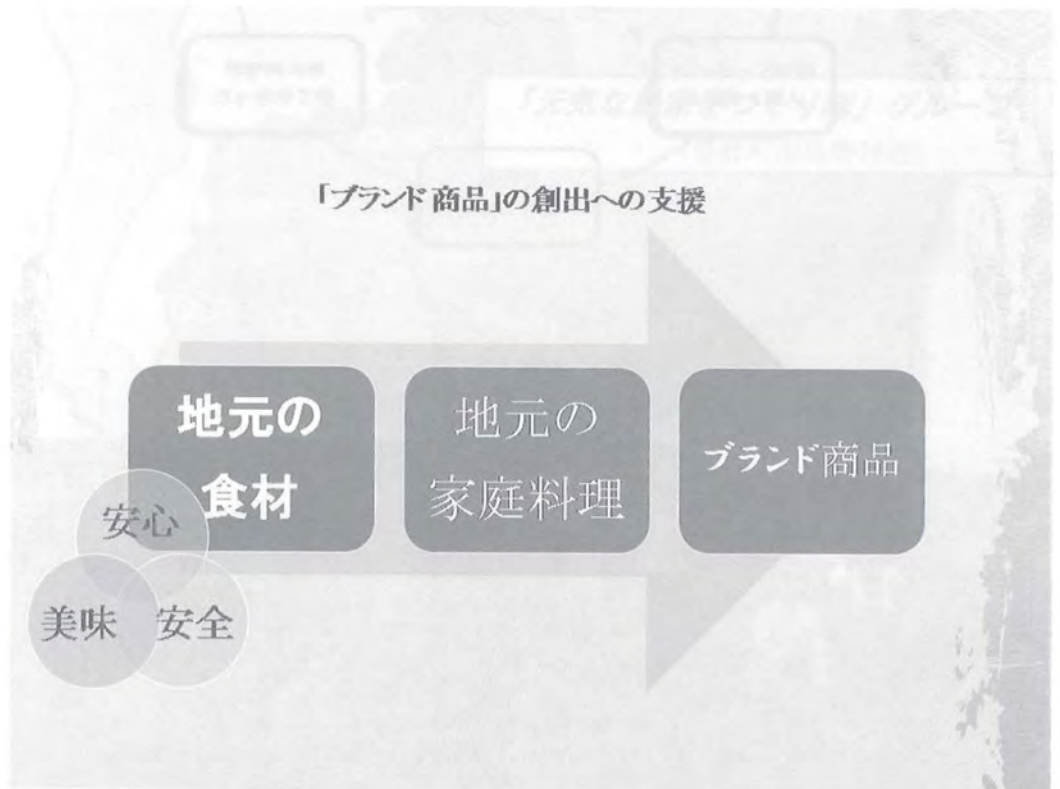 「ブランド商品」の創出への支援
地元の
食材
地元の
家庭料理
ブランド商品
安心
美味
安全